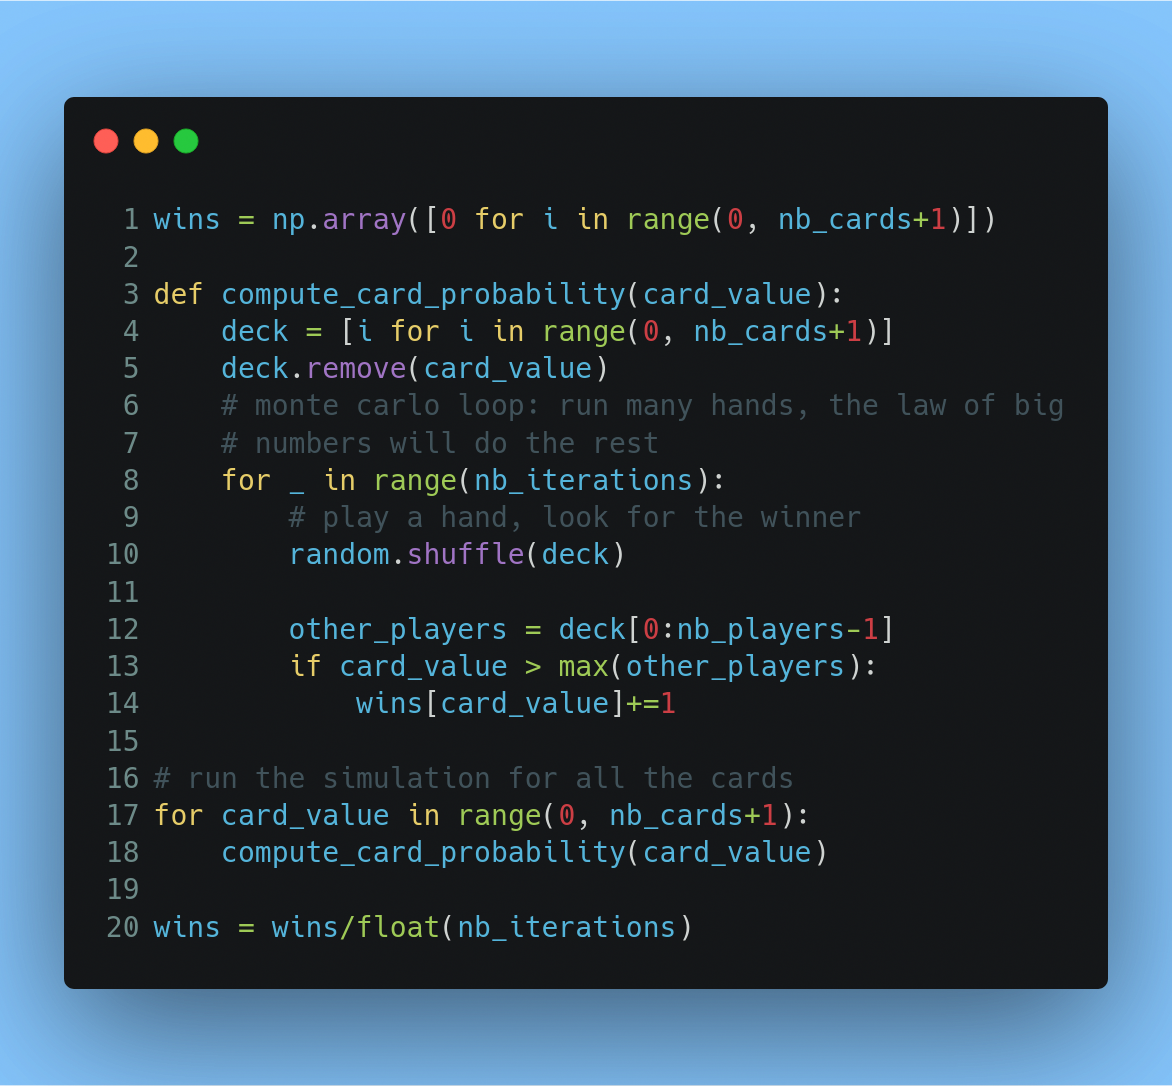 1 wins = np.array([0 for i in range(0, nb_cards+1)])
2
3 def compute_card_probability(card_value):
4     deck = [i for i in range(0, nb_cards+1)]
5     deck.remove(card_value)
6     # monte carlo loop: run many hands, the law of big
7     # numbers will do the rest
8     for _ in range(nb_iterations):
9         # play a hand, look for the winner
10         random.shuffle(deck)
11
12         other_players = deck[0:nb_players-1]
13         if card_value > max(other_players):
14             wins[card_value]+=1
15
16 # run the simulation for all the cards
17 for card_value in range(0, nb_cards+1):
18     compute_card_probability(card_value)
19
20 wins = wins/float(nb_iterations)